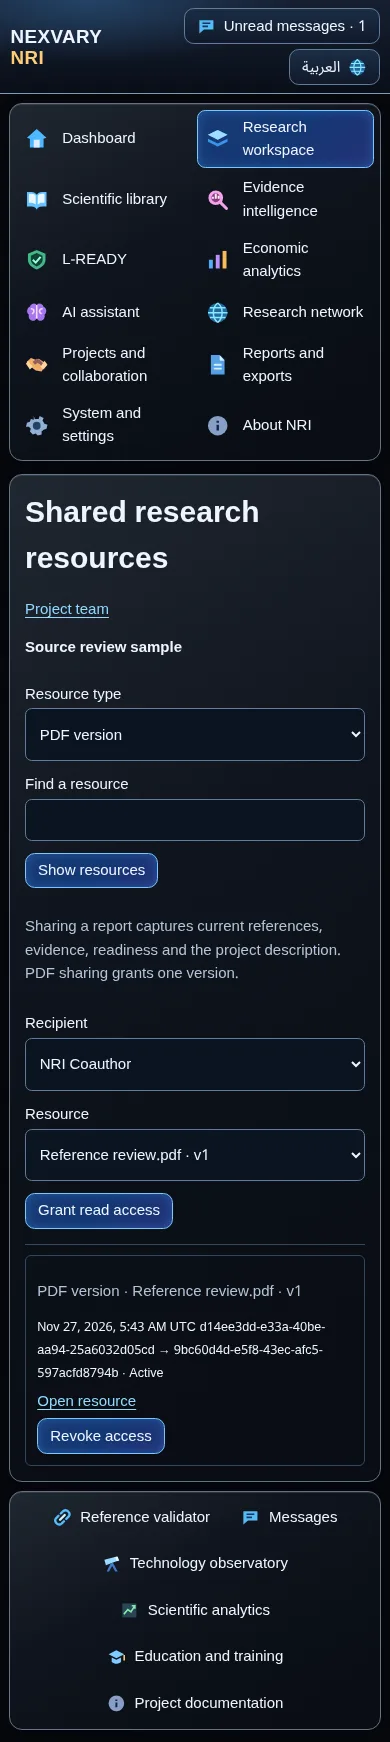 NEXVARY
NRI
Unread messages · 1
العربية
Dashboard
Research
workspace
Scientific library
Evidence
intelligence
L-READY
Economic
analytics
AI assistant
Research network
Projects and
collaboration
Reports and
exports
System and
settings
About NRI
Shared research
resources
Project team
Source review sample
Resource type
PDF version
Find a resource
Show resources
Sharing a report captures current references,
evidence, readiness and the project description.
PDF sharing grants one version.
Recipient
NRI Coauthor
Resource
Reference review.pdf · v1
Grant read access
PDF version · Reference review.pdf · v1
Nov 27, 2026, 5:43 AM UTC d14ee3dd-e33a-40be-
aa94-25a6032d05cd → 9bc60d4d-e5f8-43ec-afc5-
597acfd8794b · Active
Open resource
Revoke access
Reference validator
Messages
Technology observatory
Scientific analytics
Education and training
Project documentation